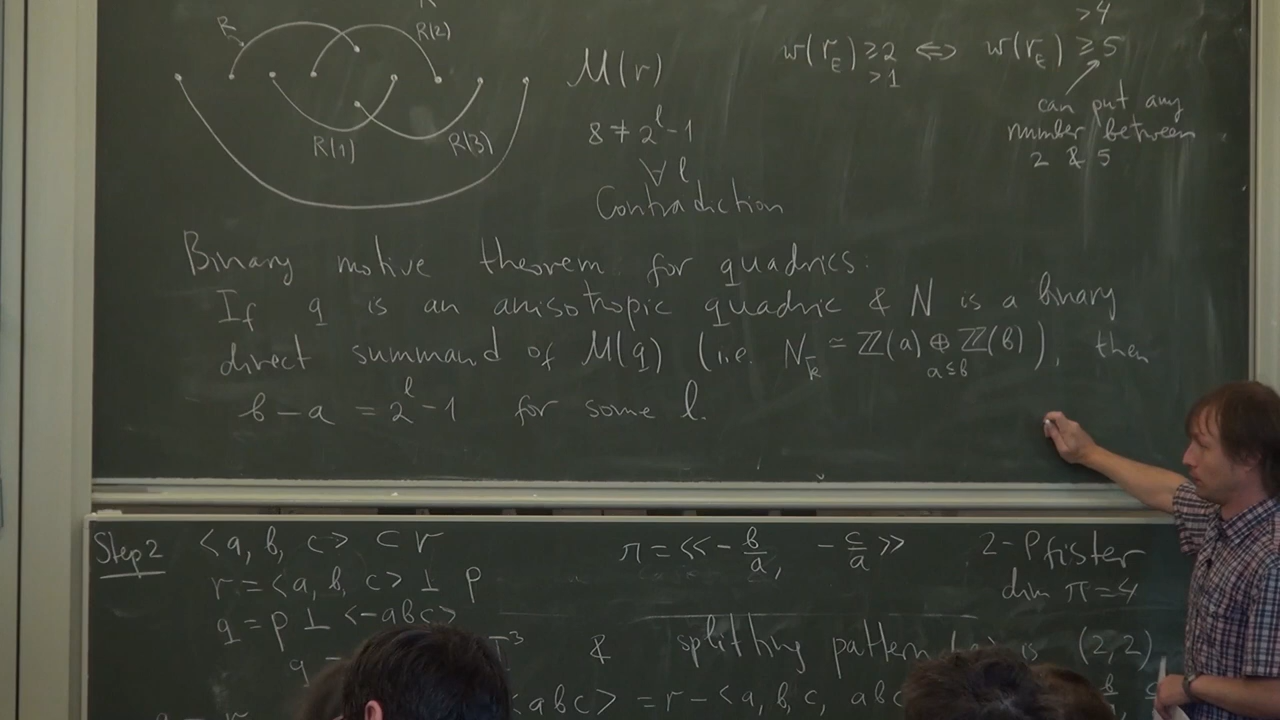 R
R(2)
R(1)
R(3)
M(r)
8 ≠ 2^l - 1
∀ l
Contradiction
>4
w(r_E) ≥ 2 ⇔ w(r_E) ≥ 5
>1
can put any
number between
2 & 5
Binary motive theorem for quadrics:
If q is an anisotropic quadric & N is a binary
direct summand of M(q) (i.e. N_k̄ ≃ ℤ(a) ⊕ ℤ(b)), then
a≤b
b - a = 2^l - 1 for some l.
Step 2 <a, b, c> ⊂ r
π = <<-b/a, -c/a>> 2-Pfister
r = <a, b, c> ⊥ p
dim π = 4
q = p ⊥ <-abc>
q I^3 & splitting pattern is (2,2)
<abc> = r - <a, b, c, abc